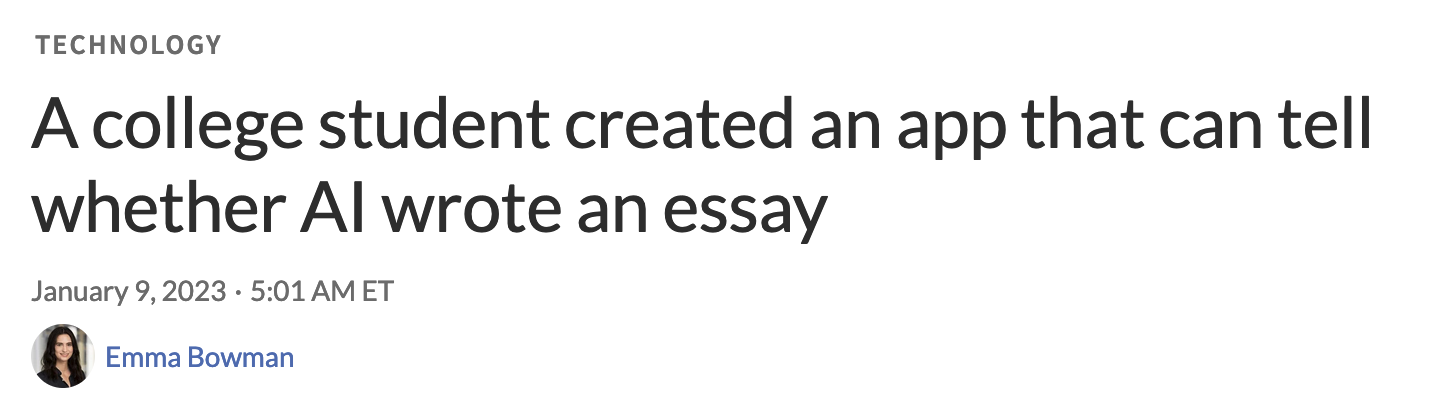 TECHNOLOGY
A college student created an app that can tell
whether AI wrote an essay
January 9, 2023 · 5:01 AM ET
Emma Bowman